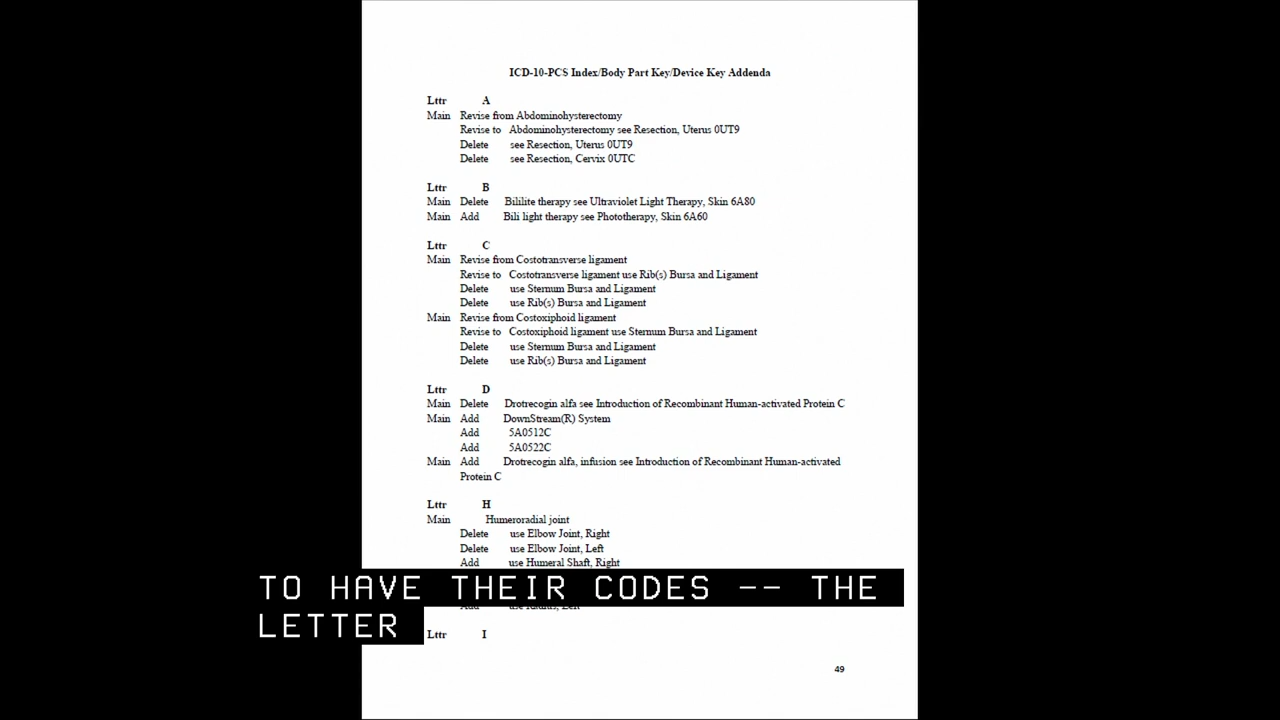 ICD-10-PCS Index/Body Part Key/Device Key Addenda
Lttr A
Main Revise from Abdominohysterectomy
Revise to Abdominohysterectomy see Resection, Uterus 0UT9
Delete see Resection, Uterus 0UT9
Delete see Resection, Cervix 0UTC
Lttr B
Main Delete Bililite therapy see Ultraviolet Light Therapy, Skin 6A80
Main Add Bili light therapy see Phototherapy, Skin 6A60
Lttr C
Main Revise from Costotransverse ligament
Revise to Costotransverse ligament use Rib(s) Bursa and Ligament
Delete use Sternum Bursa and Ligament
Delete use Rib(s) Bursa and Ligament
Main Revise from Costoxiphoid ligament
Revise to Costoxiphoid ligament use Sternum Bursa and Ligament
Delete use Sternum Bursa and Ligament
Delete use Rib(s) Bursa and Ligament
Lttr D
Main Delete Drotrecogin alfa see Introduction of Recombinant Human-activated Protein C
Main Add DownStream(R) System
Add 5A0512C
Add 5A0522C
Main Add Drotrecogin alfa, infusion see Introduction of Recombinant Human-activated
Protein C
Lttr H
Main Humeroradial joint
Delete use Elbow Joint, Right
Delete use Elbow Joint, Left
Add use Humeral Shaft, Right
TO HAVE THEIR CODES -- THE
LETTER
Add use Radius, Left
Lttr I
49